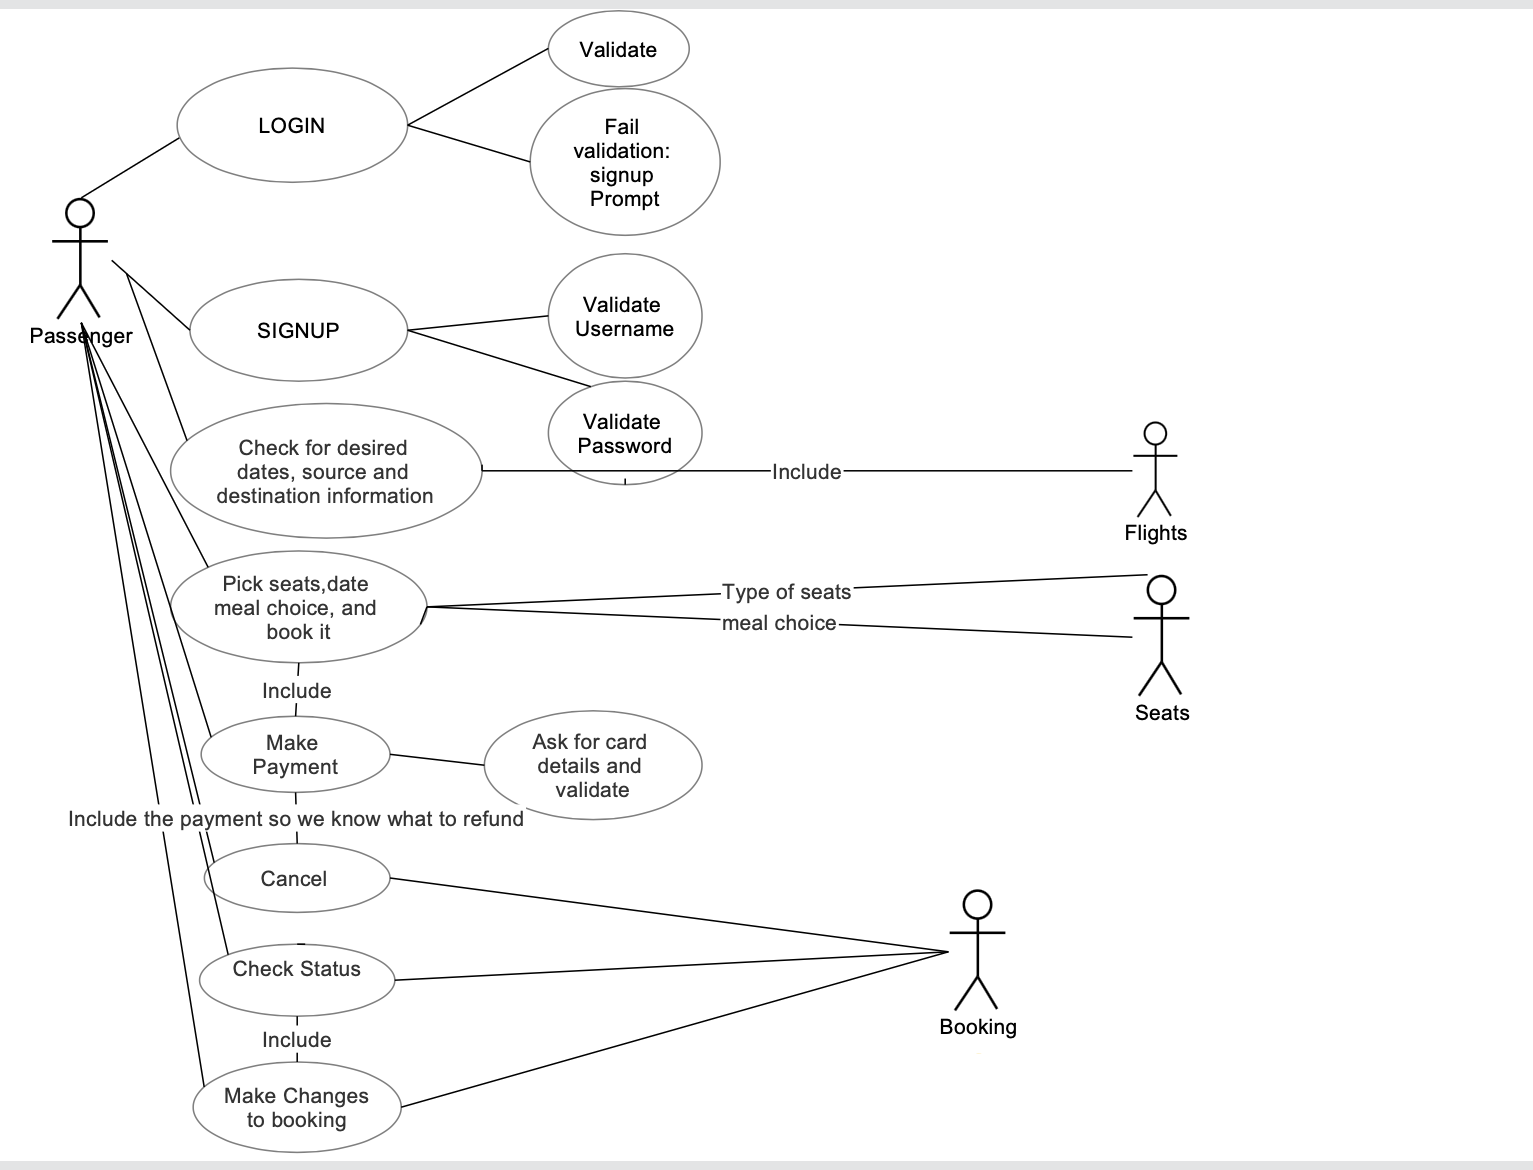 Validate
LOGIN
Fail
validation:
signup
Prompt
Passenger
SIGNUP
Validate
Username
Validate
Password
Check for desired
dates, source and
destination information
Include
Flights
Pick seats,date
meal choice, and
book it
Type of seats
meal choice
Seats
Include
Make
Payment
Ask for card
details and
validate
Include the payment so we know what to refund
Cancel
Check Status
Booking
Include
Make Changes
to booking